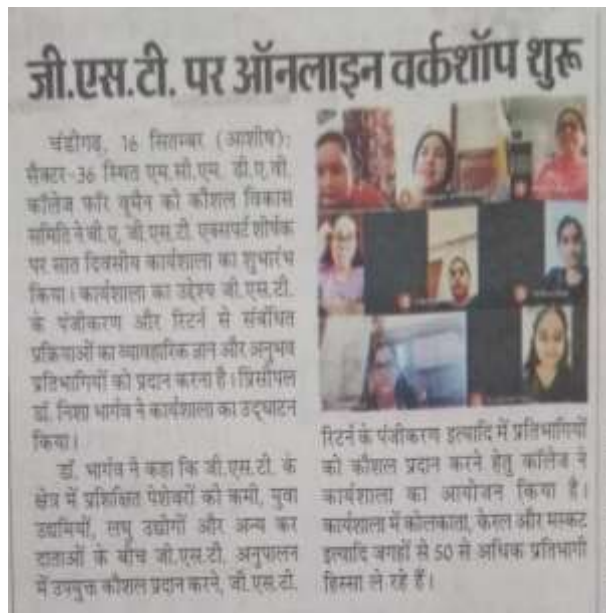 जी.एस.टी. पर ऑनलाइन वर्कशॉप शुरू
चंडीगढ़, 16 सितम्बर (आशीष):
सैक्टर-36 स्थित एम.सी.एम. डी.ए.वी.
कॉलेज फॉर वूमैन की कौशल विकास
समिति ने बी.ए. जी.एस.टी. एक्सपर्ट शीर्षक
पर सात दिवसीय कार्यशाला का शुभारंभ
किया। कार्यशाला का उद्देश्य जी.एस.टी.
के पंजीकरण और रिटर्न से संबंधित
प्रक्रियाओं का व्यावहारिक ज्ञान और अनुभव
प्रतिभागियों को प्रदान करना है। प्रिंसीपल
डॉ. निशा भार्गव ने कार्यशाला का उद्घाटन
किया।
डॉ. भार्गव ने कहा कि जी.एस.टी. के
क्षेत्र में प्रशिक्षित पेशेवरों की कमी, युवा
उद्यमियों, लघु उद्योगों और अन्य कर
दाताओं के बीच जी.एस.टी. अनुपालन
में उपयुक्त कौशल प्रदान करने, जी.एस.टी.
रिटर्न के पंजीकरण इत्यादि में प्रतिभागियों
को कौशल प्रदान करने हेतु कॉलेज ने
कार्यशाला का आयोजन किया है।
कार्यशाला में कोलकाता, केरल और मस्कट
इत्यादि जगहों से 50 से अधिक प्रतिभागी
हिस्सा ले रहे हैं।